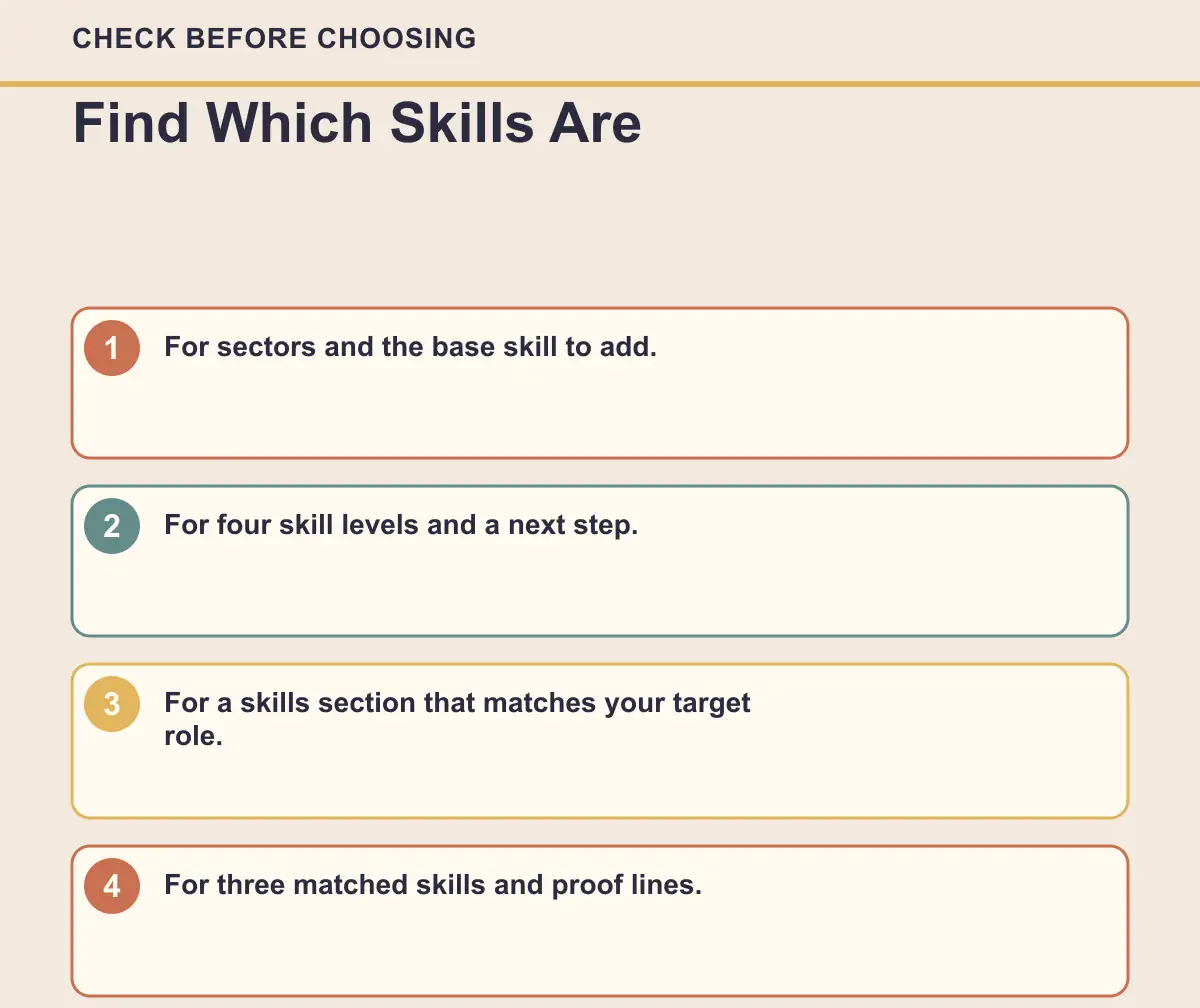 CHECK BEFORE CHOOSING
Find Which Skills Are
1 For sectors and the base skill to add.
2 For four skill levels and a next step.
3 For a skills section that matches your target
role.
4 For three matched skills and proof lines.